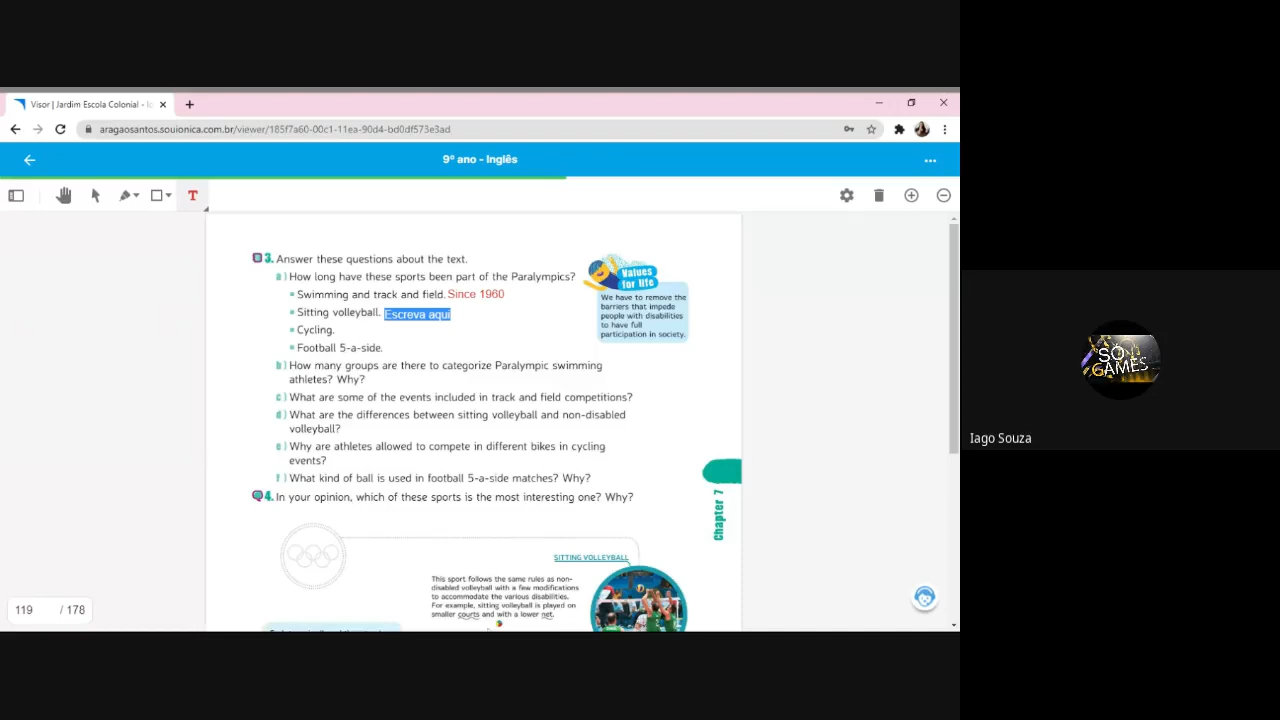 Visor | Jardim Escola Colonial - Io
aragaosantos.souionica.com.br/viewer/185f7a60-00c1-11ea-90d4-bd0df573e3ad
9º ano - Inglês
T
3. Answer these questions about the text.
a) How long have these sports been part of the Paralympics?
Swimming and track and field. Since 1960
Sitting volleyball. Escreva aqui
Cycling.
Football 5-a-side.
b) How many groups are there to categorize Paralympic swimming
athletes? Why?
c) What are some of the events included in track and field competitions?
d) What are the differences between sitting volleyball and non-disabled
volleyball?
e) Why are athletes allowed to compete in different bikes in cycling
events?
f) What kind of ball is used in football 5-a-side matches? Why?
4. In your opinion, which of these sports is the most interesting one? Why?
Values
for life
We have to remove the
barriers that impede
people with disabilities
to have full
participation in society.
Chapter 7
SITTING VOLLEYBALL
This sport follows the same rules as non-
disabled volleyball with a few modifications
to accommodate the various disabilities.
For example, sitting volleyball is played on
smaller courts and with a lower net.
119 / 178
SO
GAMES
Iago Souza